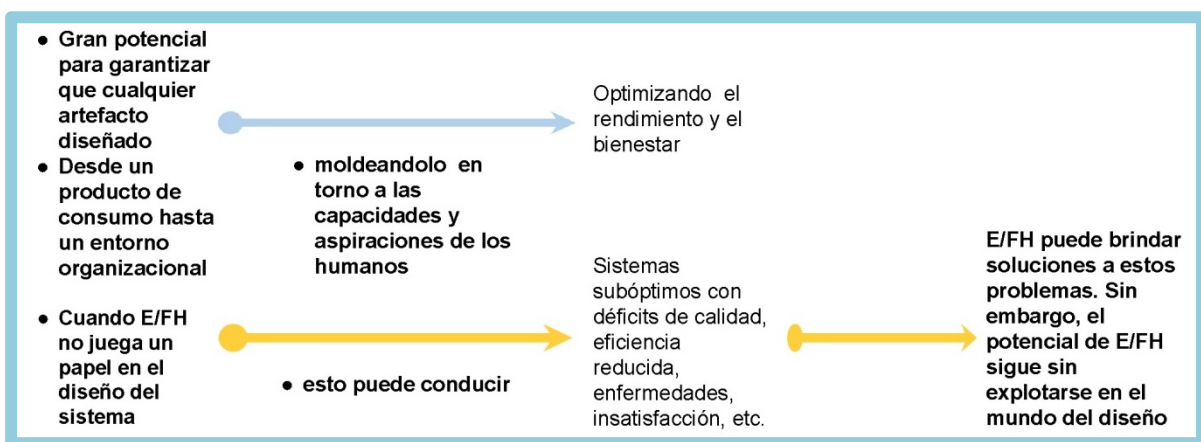 ● Gran potencial
para garantizar
que cualquier
artefacto
diseñado
● Desde un
producto de
consumo hasta
un entorno
organizacional
● moldeandolo en
torno a las
capacidades y
aspiraciones de los
humanos
Optimizando el
rendimiento y el
bienestar
● Cuando E/FH
no juega un
papel en el
diseño del
sistema
● esto puede conducir
Sistemas
subóptimos con
déficits de calidad,
eficiencia
reducida,
enfermedades,
insatisfacción, etc.
E/FH puede brindar
soluciones a estos
problemas. Sin
embargo, el
potencial de E/FH
sigue sin
explotarse en el
mundo del diseño